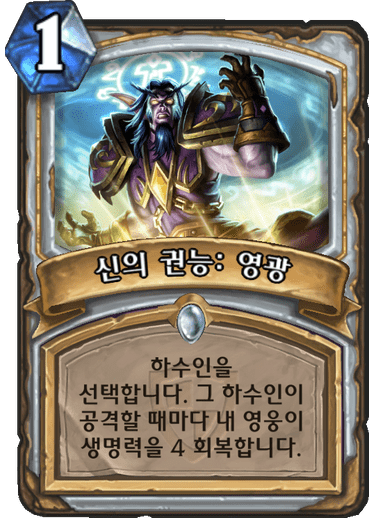 1
신의 권능: 영광
하수인을
선택합니다. 그 하수인이
공격할 때마다 내 영웅이
생명력을 4 회복합니다.